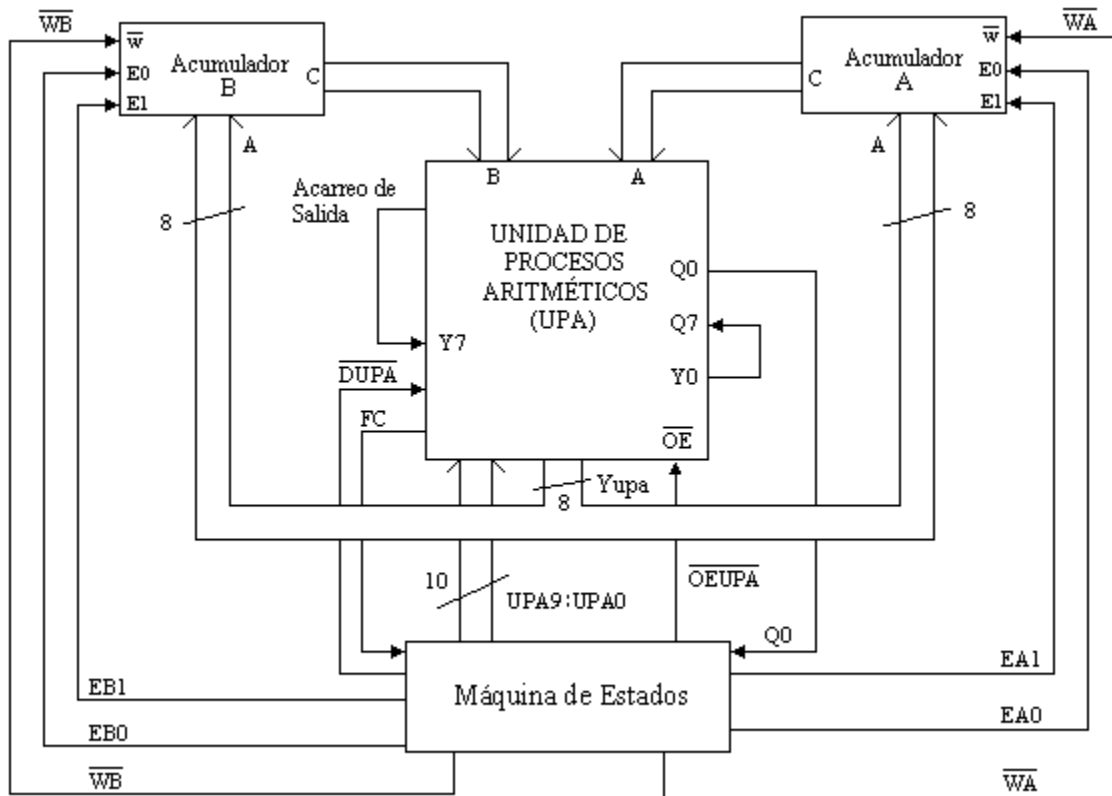 WB
WA
w
E0
E1
Acumulador
B
C
A
C
Acumulador
A
w
E0
E1
A
8
8
B
A
Acarreo de
Salida
UNIDAD DE
PROCESOS
ARITMÉTICOS
(UPA)
Q0
Q7
Y0
Y7
DUPA
FC
OE
Yupa
8
10
UPA9:UPA0
OEUPA
Q0
Máquina de Estados
EB1
EB0
WB
EA1
EA0
WA